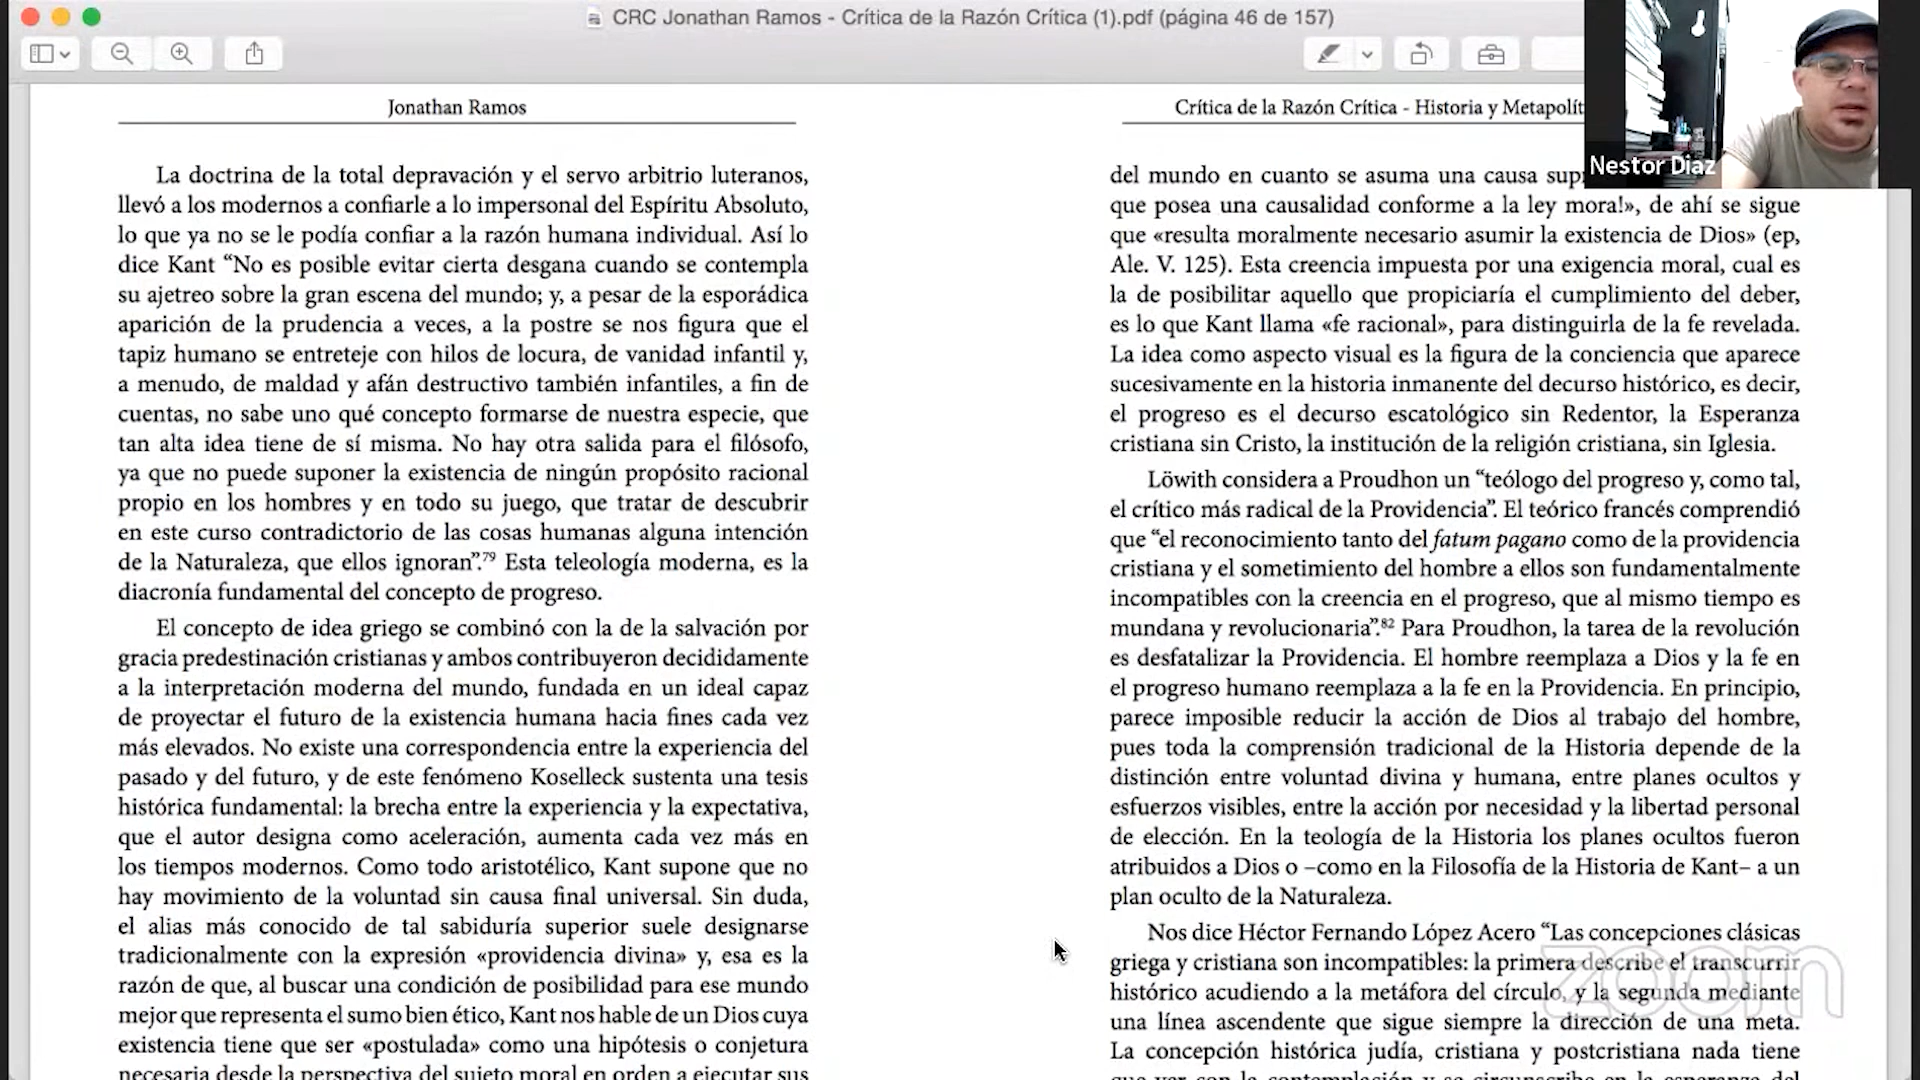 CRC Jonathan Ramos - Crítica de la Razón Crítica (1).pdf (página 46 de 157)
Nestor Diaz
Jonathan Ramos
La doctrina de la total depravación y el servo arbitrio luteranos,
llevó a los modernos a confiarle a lo impersonal del Espíritu Absoluto,
lo que ya no se le podía confiar a la razón humana individual. Así lo
dice Kant “No es posible evitar cierta desgana cuando se contempla
su ajetreo sobre la gran escena del mundo; y, a pesar de la esporádica
aparición de la prudencia a veces, a la postre se nos figura que el
tapiz humano se entreteje con hilos de locura, de vanidad infantil y,
a menudo, de maldad y afán destructivo también infantiles, a fin de
cuentas, no sabe uno qué concepto formarse de nuestra especie, que
tan alta idea tiene de sí misma. No hay otra salida para el filósofo,
ya que no puede suponer la existencia de ningún propósito racional
propio en los hombres y en todo su juego, que tratar de descubrir
en este curso contradictorio de las cosas humanas alguna intención
de la Naturaleza, que ellos ignoran”.79 Esta teleología moderna, es la
diacronía fundamental del concepto de progreso.
El concepto de idea griego se combinó con la de la salvación por
gracia predestinación cristianas y ambos contribuyeron decididamente
a la interpretación moderna del mundo, fundada en un ideal capaz
de proyectar el futuro de la existencia humana hacia fines cada vez
más elevados. No existe una correspondencia entre la experiencia del
pasado y del futuro, y de este fenómeno Koselleck sustenta una tesis
histórica fundamental: la brecha entre la experiencia y la expectativa,
que el autor designa como aceleración, aumenta cada vez más en
los tiempos modernos. Como todo aristotélico, Kant supone que no
hay movimiento de la voluntad sin causa final universal. Sin duda,
el alias más conocido de tal sabiduría superior suele designarse
tradicionalmente con la expresión «providencia divina» y, esa es la
razón de que, al buscar una condición de posibilidad para ese mundo
mejor que representa el sumo bien ético, Kant nos hable de un Dios cuya
existencia tiene que ser «postulada» como una hipótesis o conjetura
necesaria desde la perspectiva del sujeto moral en orden a ejecutar sus
Crítica de la Razón Crítica - Historia y Metapolít
del mundo en cuanto se asuma una causa sup
que posea una causalidad conforme a la ley mora!», de ahí se sigue
que «resulta moralmente necesario asumir la existencia de Dios» (ep,
Ale. V. 125). Esta creencia impuesta por una exigencia moral, cual es
la de posibilitar aquello que propiciaría el cumplimiento del deber,
es lo que Kant llama «fe racional», para distinguirla de la fe revelada.
La idea como aspecto visual es la figura de la conciencia que aparece
sucesivamente en la historia inmanente del decurso histórico, es decir,
el progreso es el decurso escatológico sin Redentor, la Esperanza
cristiana sin Cristo, la institución de la religión cristiana, sin Iglesia.
Löwith considera a Proudhon un “teólogo del progreso y, como tal,
el crítico más radical de la Providencia”. El teórico francés comprendió
que “el reconocimiento tanto del fatum pagano como de la providencia
cristiana y el sometimiento del hombre a ellos son fundamentalmente
incompatibles con la creencia en el progreso, que al mismo tiempo es
mundana y revolucionaria”.82 Para Proudhon, la tarea de la revolución
es desfatalizar la Providencia. El hombre reemplaza a Dios y la fe en
el progreso humano reemplaza a la fe en la Providencia. En principio,
parece imposible reducir la acción de Dios al trabajo del hombre,
pues toda la comprensión tradicional de la Historia depende de la
distinción entre voluntad divina y humana, entre planes ocultos y
esfuerzos visibles, entre la acción por necesidad y la libertad personal
de elección. En la teología de la Historia los planes ocultos fueron
atribuidos a Dios o –como en la Filosofía de la Historia de Kant– a un
plan oculto de la Naturaleza.
Nos dice Héctor Fernando López Acero “Las concepciones clásicas
griega y cristiana son incompatibles: la primera describe el transcurrir
histórico acudiendo a la metáfora del círculo, y la segunda mediante
una línea ascendente que sigue siempre la dirección de una meta.
La concepción histórica judía, cristiana y postcristiana nada tiene
que ver con la contemplación y se circunscribe en la esperanza del
zoom